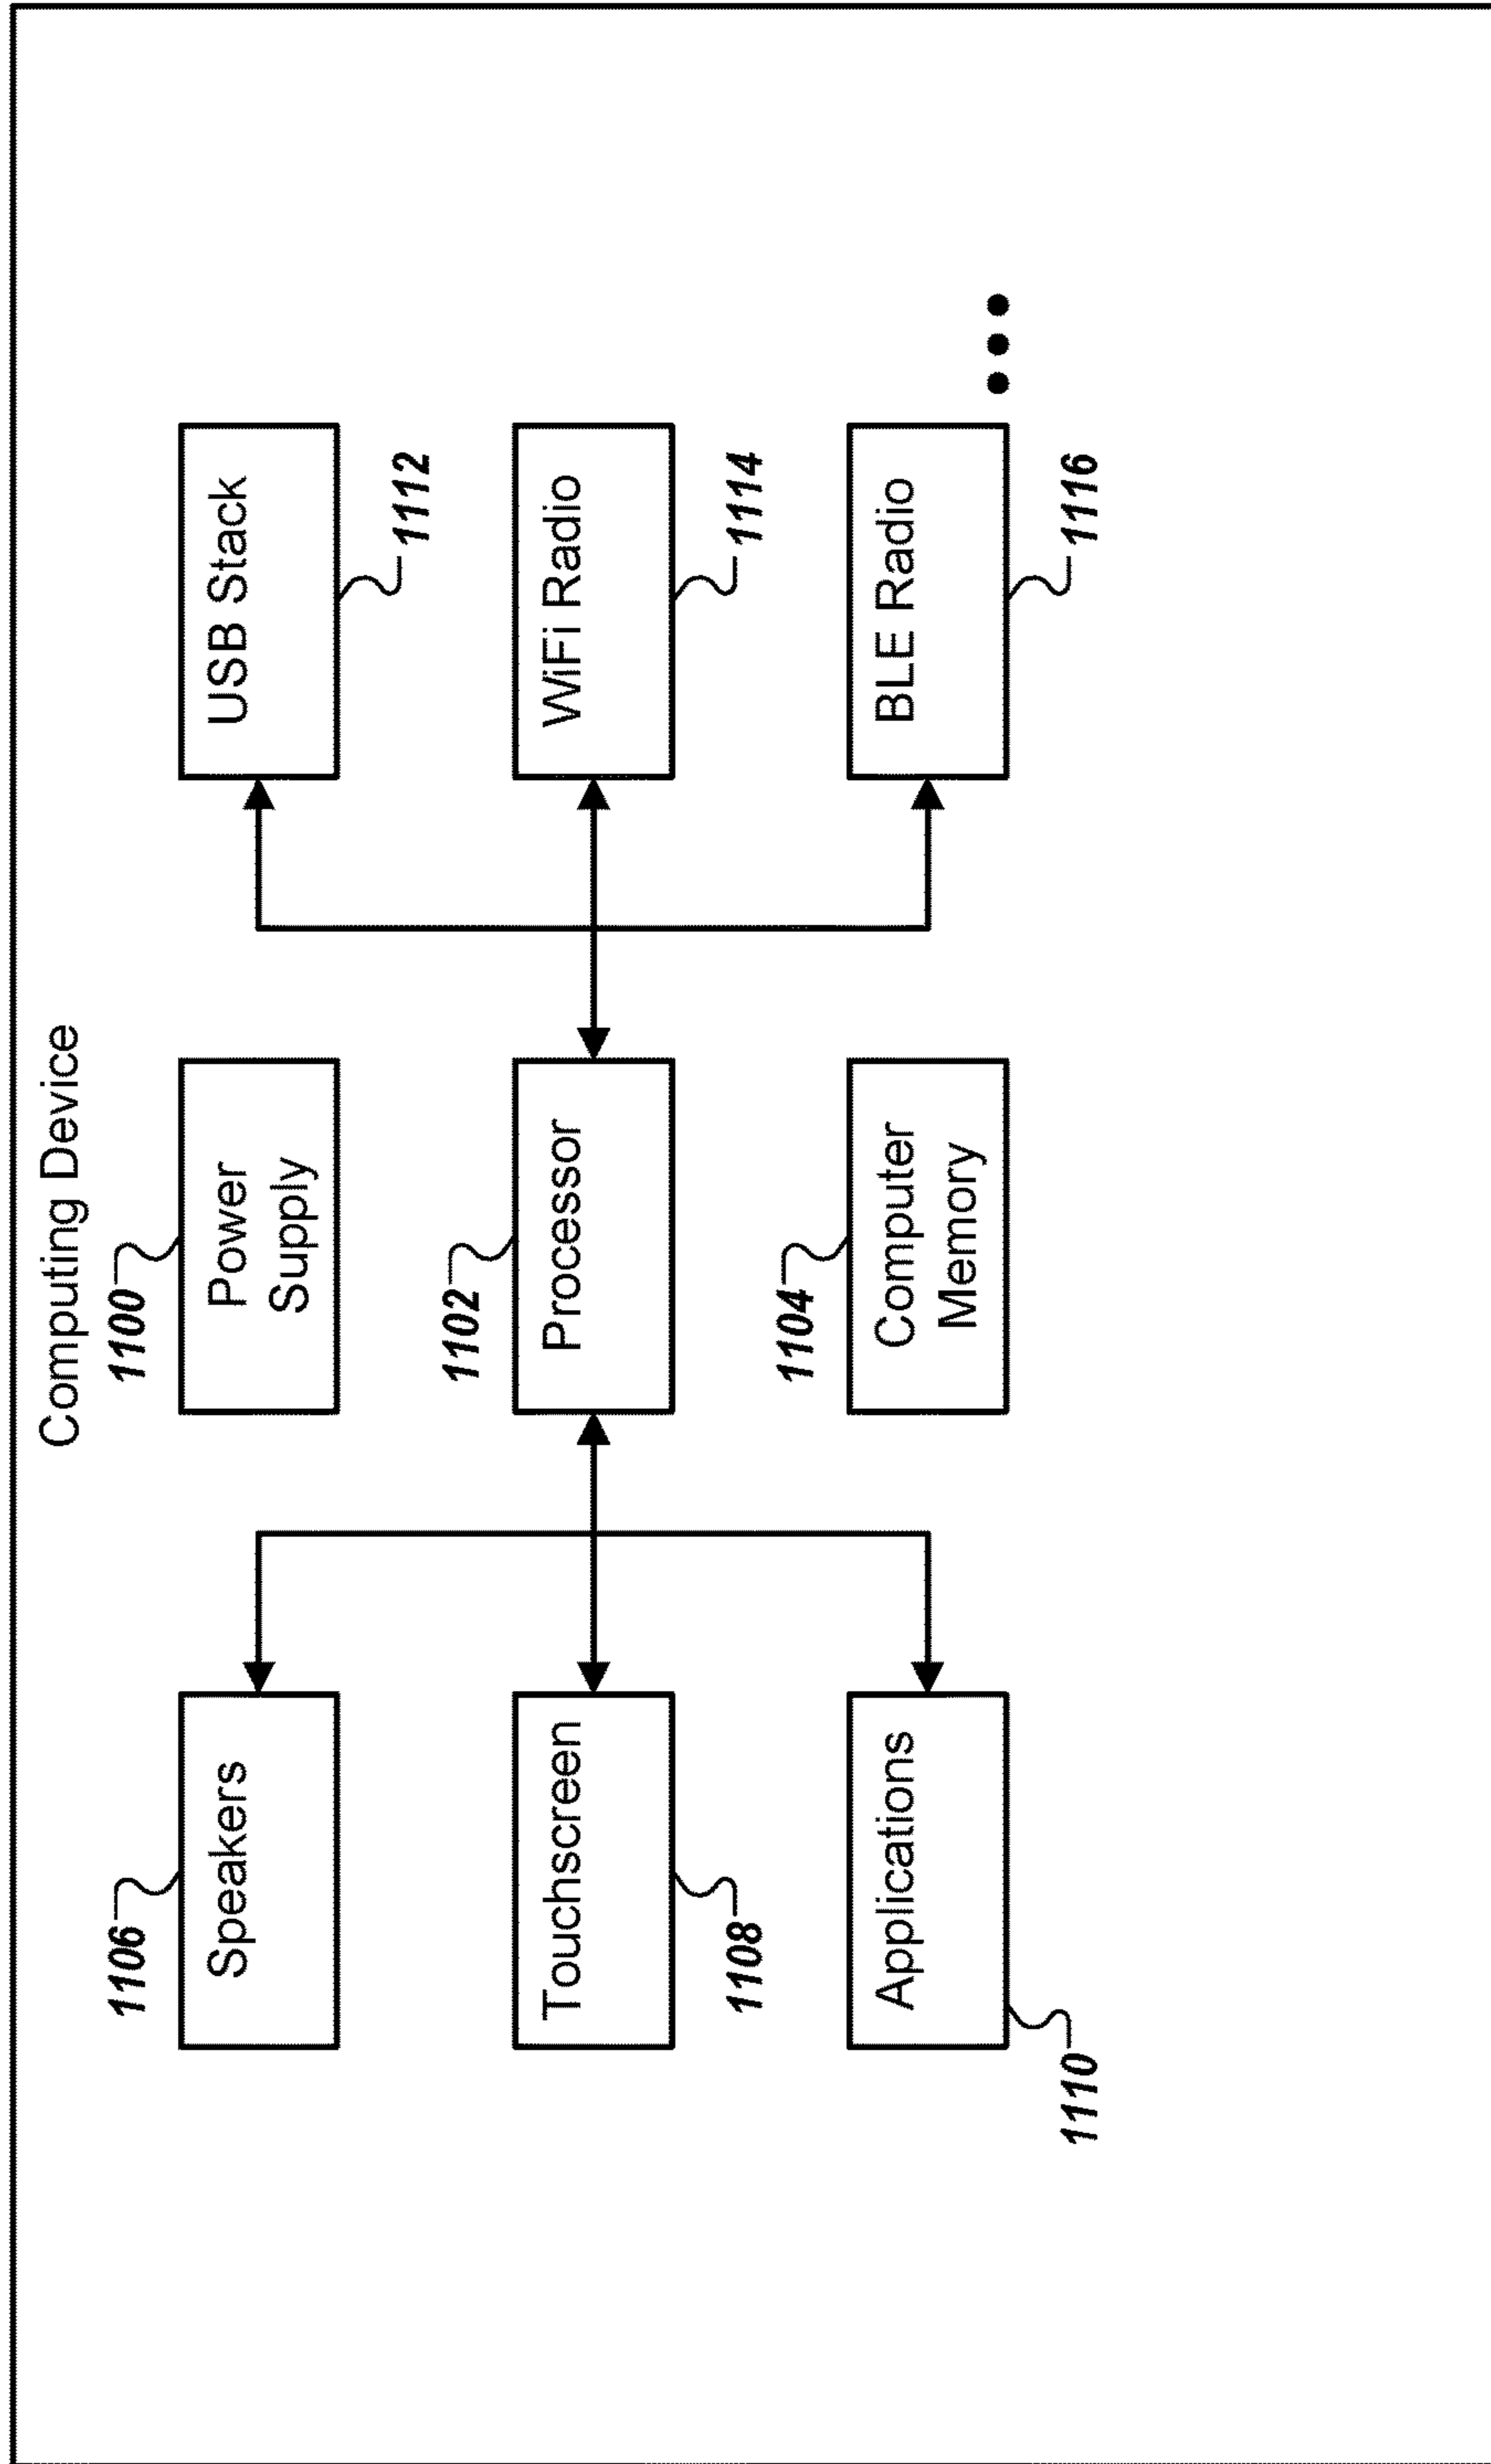 Computing Device
1106
Speakers
1108
Touchscreen
1110
Applications
1100
Power
Supply
1102
Processor
1104
Computer
Memory
USB Stack
1112
WiFi Radio
1114
BLE Radio
1116